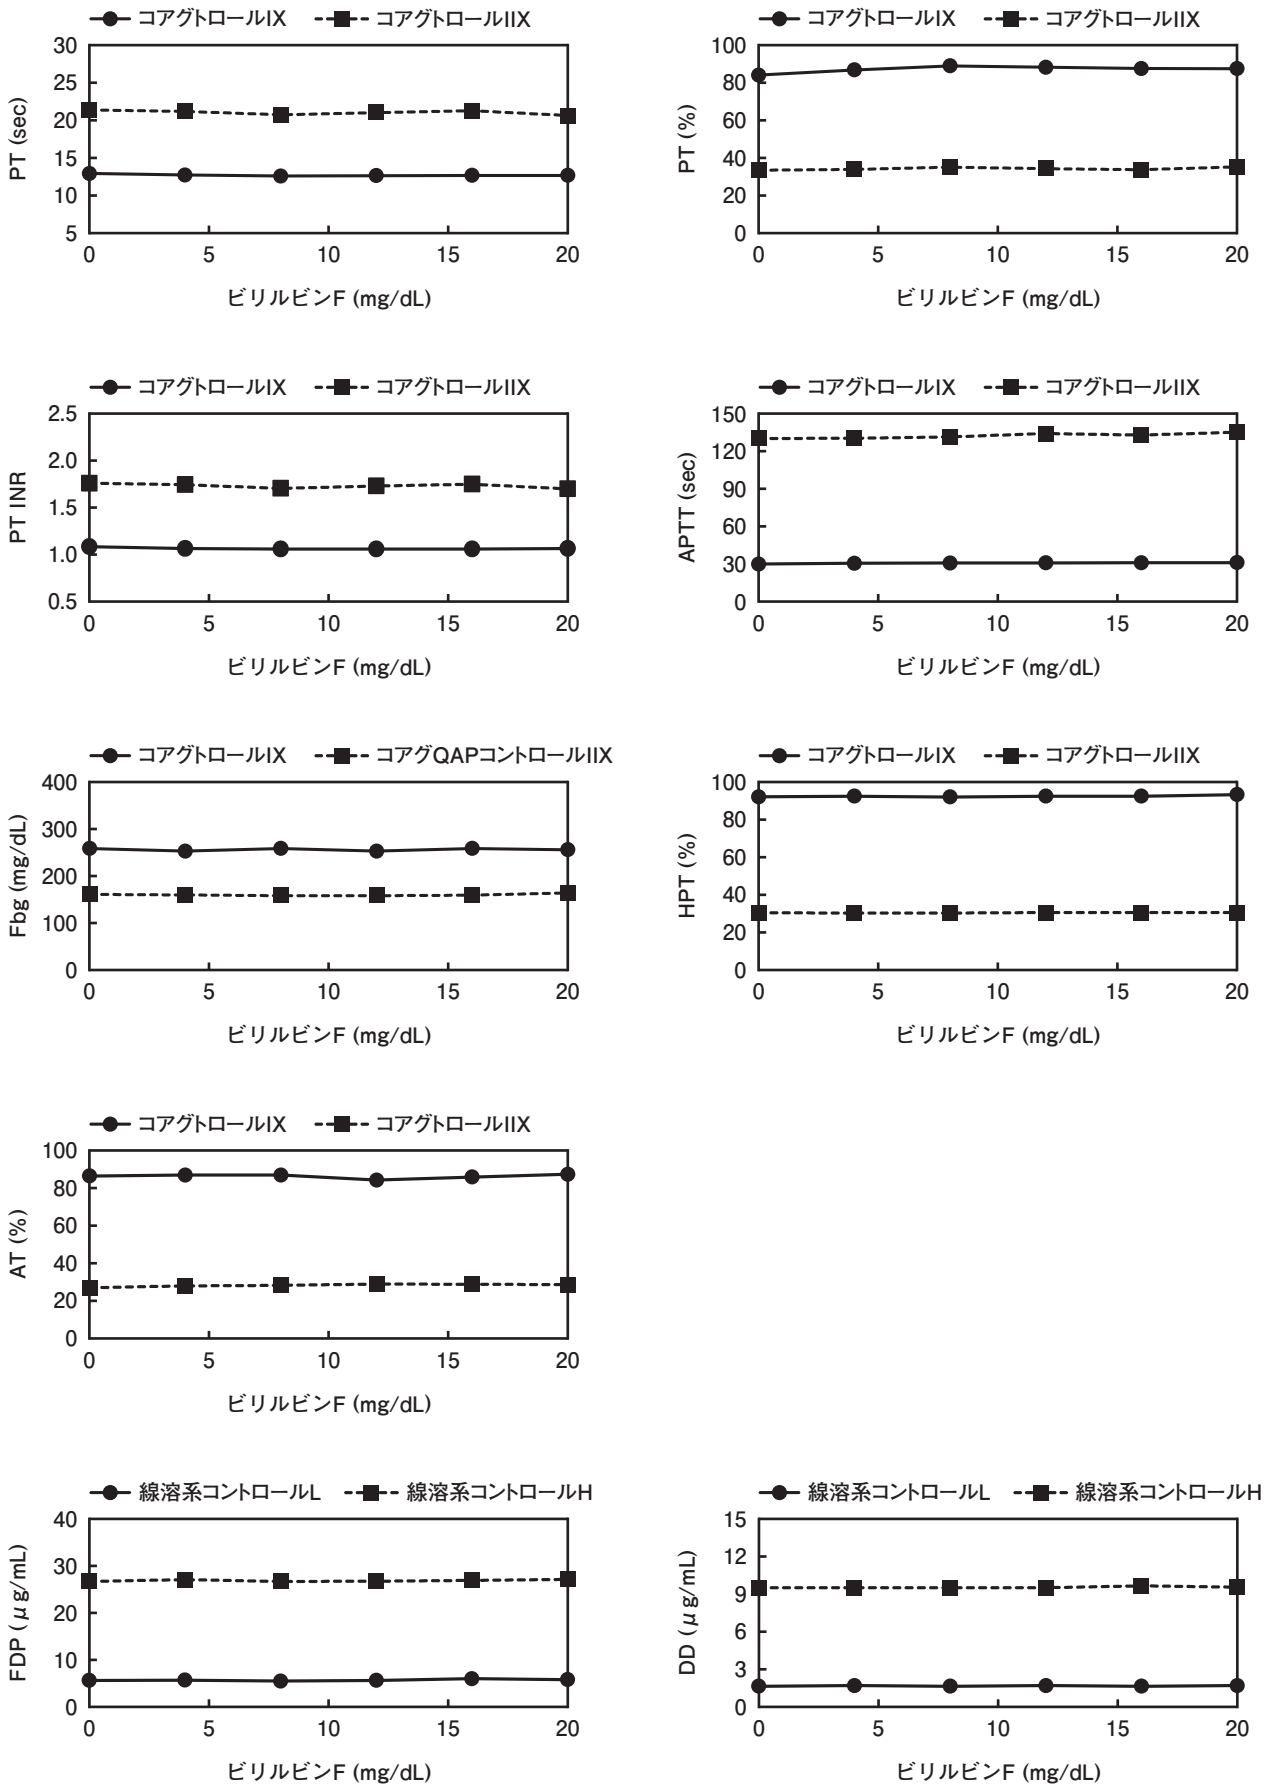 コアグトロールIX コアグトロールIIX
PT (sec)
30
25
20
15
10
5
0 5 10 15 20
ビリルビンF (mg/dL)
コアグトロールIX コアグトロールIIX
PT (%)
100
80
60
40
20
0
0 5 10 15 20
ビリルビンF (mg/dL)
コアグトロールIX コアグトロールIIX
PT INR
2.5
2.0
1.5
1.0
0.5
0 5 10 15 20
ビリルビンF (mg/dL)
コアグトロールIX コアグトロールIIX
APTT (sec)
150
120
90
60
30
0
0 5 10 15 20
ビリルビンF (mg/dL)
コアグトロールIX コアグQAPコントロールIIX
Fbg (mg/dL)
400
300
200
100
0
0 5 10 15 20
ビリルビンF (mg/dL)
コアグトロールIX コアグトロールIIX
HPT (%)
100
80
60
40
20
0
0 5 10 15 20
ビリルビンF (mg/dL)
コアグトロールIX コアグトロールIIX
AT (%)
100
80
60
40
20
0
0 5 10 15 20
ビリルビンF (mg/dL)
線溶系コントロールL 線溶系コントロールH
FDP (μg/mL)
40
30
20
10
0
0 5 10 15 20
ビリルビンF (mg/dL)
線溶系コントロールL 線溶系コントロールH
DD (μg/mL)
15
12
9
6
3
0
0 5 10 15 20
ビリルビンF (mg/dL)